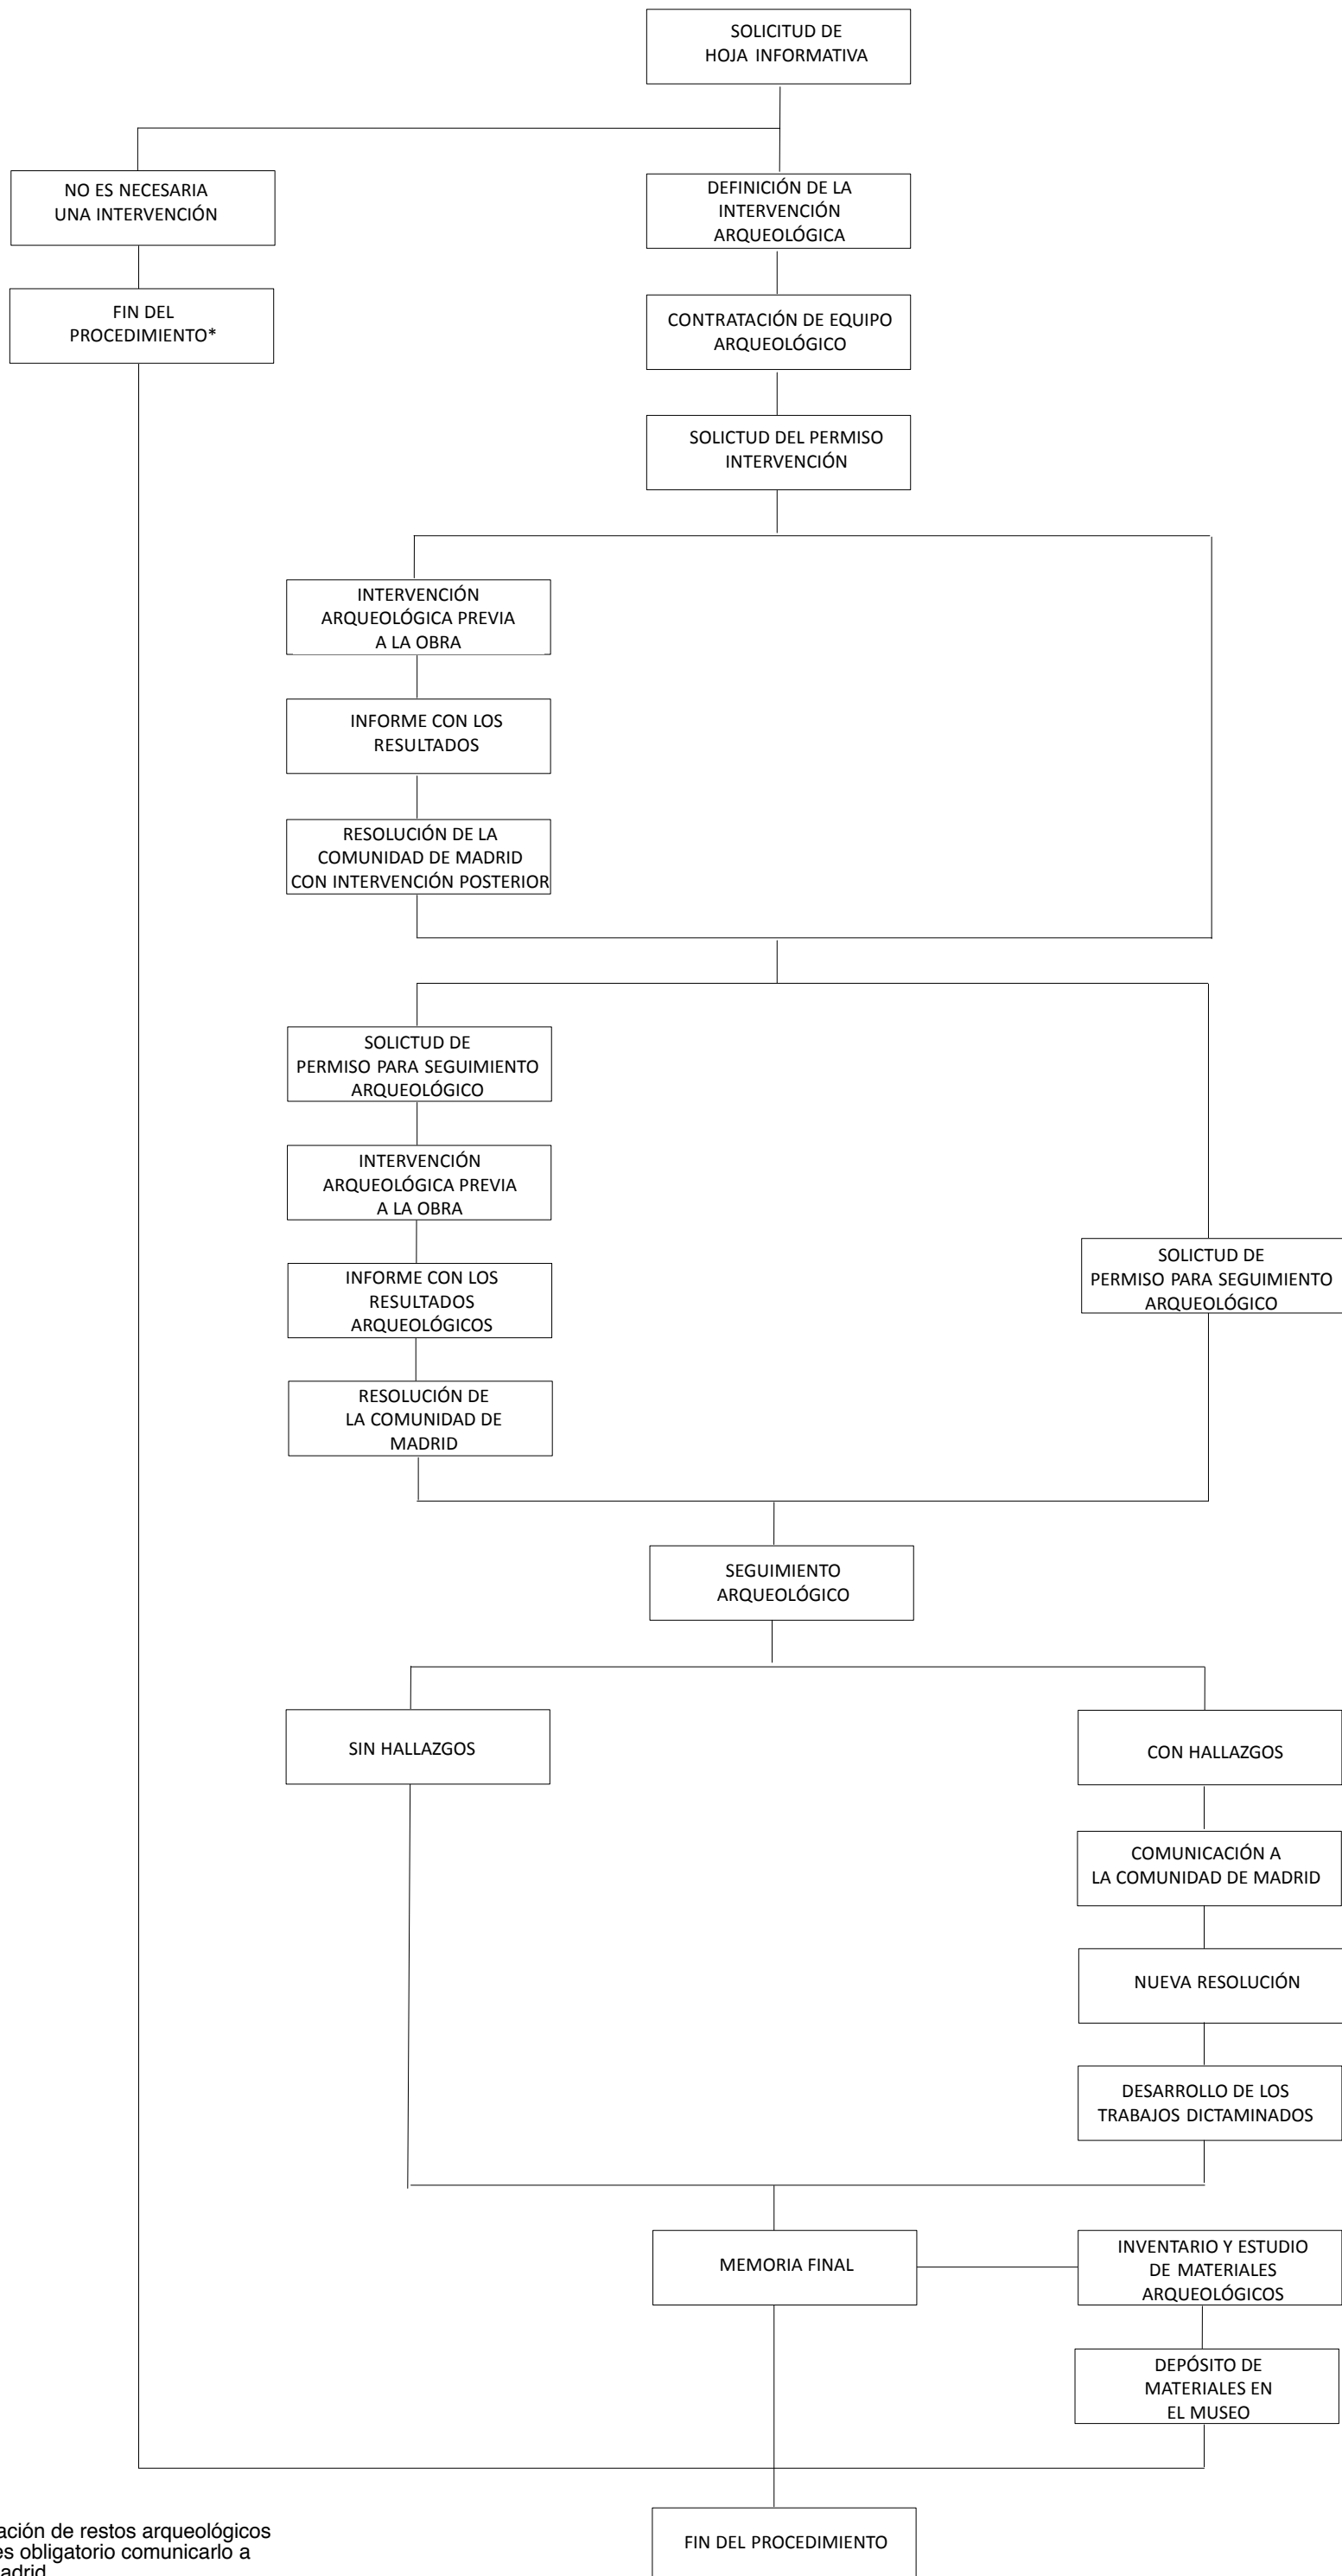 SOLICITUD DE
HOJA INFORMATIVA
NO ES NECESARIA
UNA INTERVENCIÓN
DEFINICIÓN DE LA
INTERVENCIÓN
ARQUEOLÓGICA
FIN DEL
PROCEDIMIENTO*
CONTRATACIÓN DE EQUIPO
ARQUEOLÓGICO
SOLICTUD DEL PERMISO
INTERVENCIÓN
INTERVENCIÓN
ARQUEOLÓGICA PREVIA
A LA OBRA
INFORME CON LOS
RESULTADOS
RESOLUCIÓN DE LA
COMUNIDAD DE MADRID
CON INTERVENCIÓN POSTERIOR
SOLICTUD DE
PERMISO PARA SEGUIMIENTO
ARQUEOLÓGICO
INTERVENCIÓN
ARQUEOLÓGICA PREVIA
A LA OBRA
INFORME CON LOS
RESULTADOS
ARQUEOLÓGICOS
RESOLUCIÓN DE
LA COMUNIDAD DE
MADRID
SOLICTUD DE
PERMISO PARA SEGUIMIENTO
ARQUEOLÓGICO
SEGUIMIENTO
ARQUEOLÓGICO
SIN HALLAZGOS
CON HALLAZGOS
COMUNICACIÓN A
LA COMUNIDAD DE MADRID
NUEVA RESOLUCIÓN
DESARROLLO DE LOS
TRABAJOS DICTAMINADOS
MEMORIA FINAL
INVENTARIO Y ESTUDIO
DE MATERIALES
ARQUEOLÓGICOS
DEPÓSITO DE
MATERIALES EN
EL MUSEO
FIN DEL PROCEDIMIENTO
ación de restos arqueológicos
es obligatorio comunicarlo a
adrid